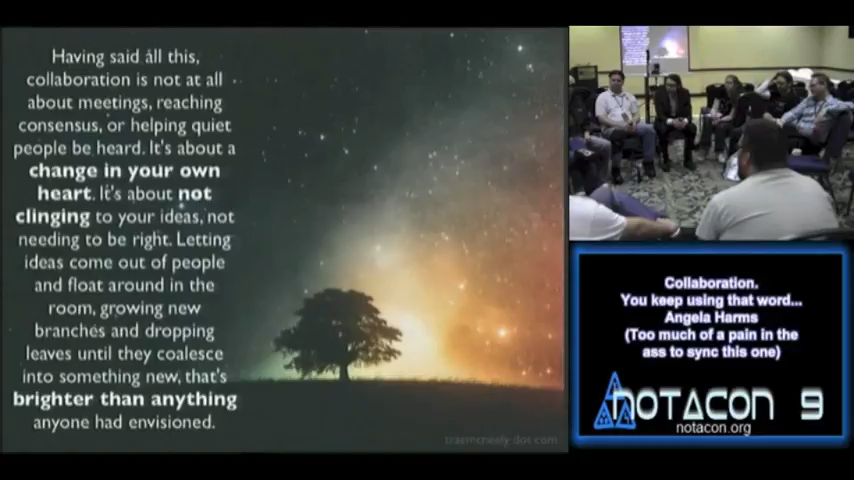 Having said all this,
collaboration is not at all
about meetings, reaching
consensus, or helping quiet
people be heard. It's about a
change in your own
heart. It's about not
clinging to your ideas, not
needing to be right. Letting
ideas come out of people
and float around in the
room, growing new
branches and dropping
leaves until they coalesce
into something new, that's
brighter than anything
anyone had envisioned.
Collaboration.
You keep using that word...
Angela Harms
(Too much of a pain in the
ass to sync this one)
NOTACON 9
notacon.org